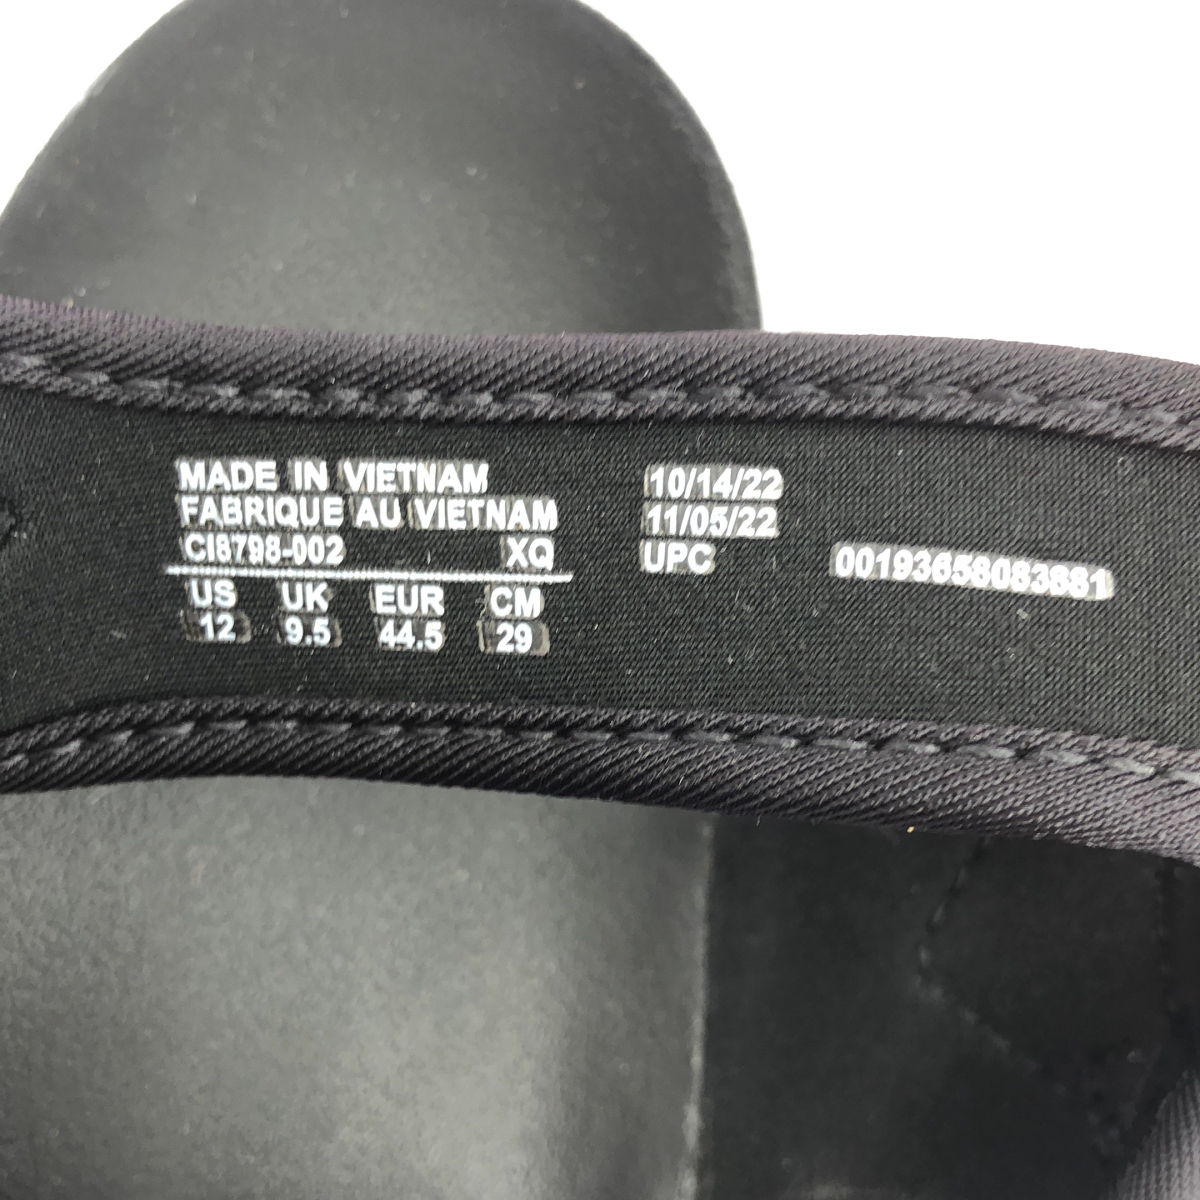 MADE IN VIETNAM
FABRIQUE AU VIETNAM
CI8798-002 XQ
US UK EUR CM
12 9.5 44.5 29
10/14/22
11/05/22
UPC 00193658083881